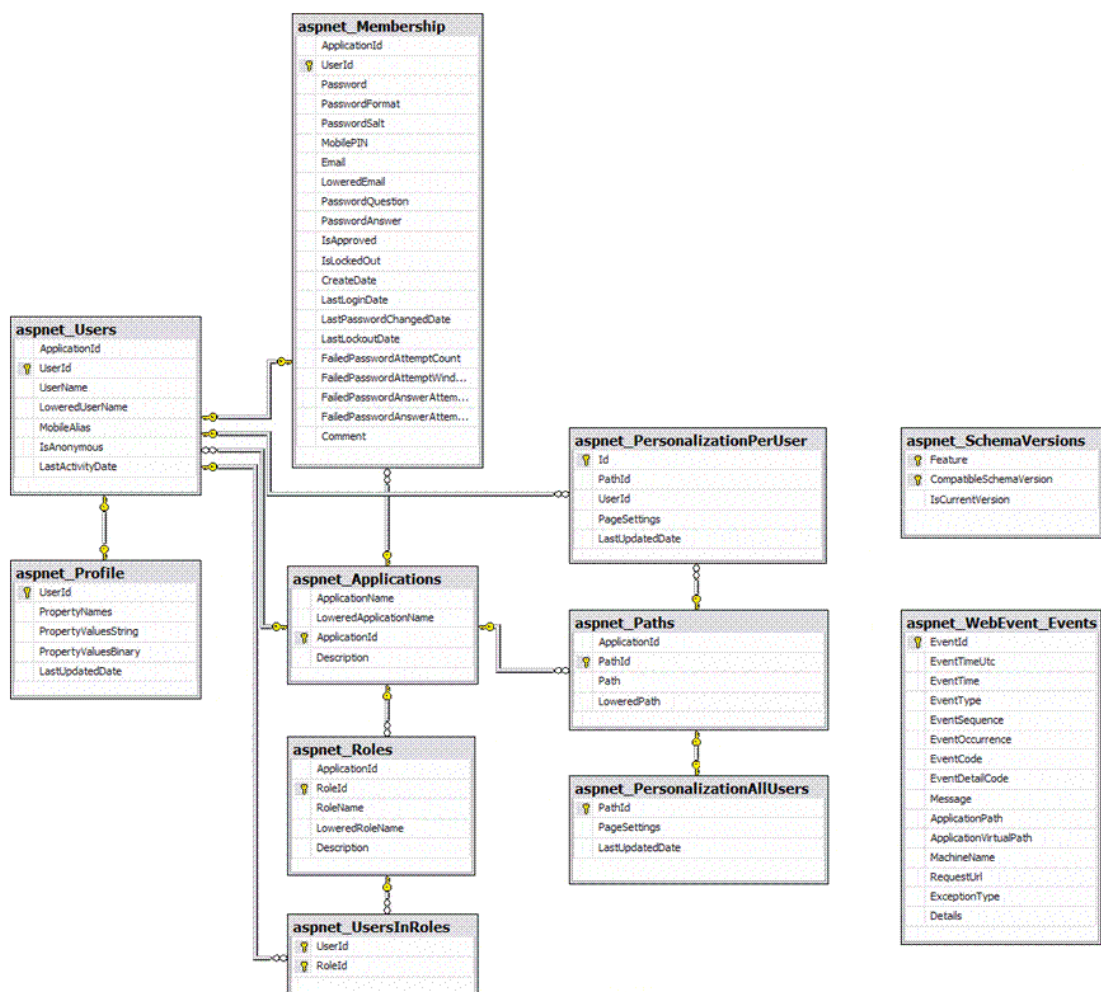 aspnet_Membership
ApplicationId
UserId
Password
PasswordFormat
PasswordSalt
MobilePIN
Email
LoweredEmail
PasswordQuestion
PasswordAnswer
IsApproved
IsLockedOut
CreateDate
LastLoginDate
LastPasswordChangedDate
LastLockoutDate
FailedPasswordAttemptCount
FailedPasswordAttemptWind...
FailedPasswordAnswerAttem...
FailedPasswordAnswerAttem...
Comment
aspnet_Users
ApplicationId
UserId
UserName
LoweredUserName
MobileAlias
IsAnonymous
LastActivityDate
aspnet_Profile
UserId
PropertyNames
PropertyValuesString
PropertyValuesBinary
LastUpdatedDate
aspnet_Applications
ApplicationName
LoweredApplicationName
ApplicationId
Description
aspnet_Roles
ApplicationId
RoleId
RoleName
LoweredRoleName
Description
aspnet_UsersInRoles
UserId
RoleId
aspnet_PersonalizationPerUser
Id
PathId
UserId
PageSettings
LastUpdatedDate
aspnet_Paths
ApplicationId
PathId
Path
LoweredPath
aspnet_PersonalizationAllUsers
PathId
PageSettings
LastUpdatedDate
aspnet_SchemaVersions
Feature
CompatibleSchemaVersion
IsCurrentVersion
aspnet_WebEvent_Events
EventId
EventTimeUtc
EventTime
EventType
EventSequence
EventOccurrence
EventCode
EventDetailCode
Message
ApplicationPath
ApplicationVirtualPath
MachineName
RequestUrl
ExceptionType
Details